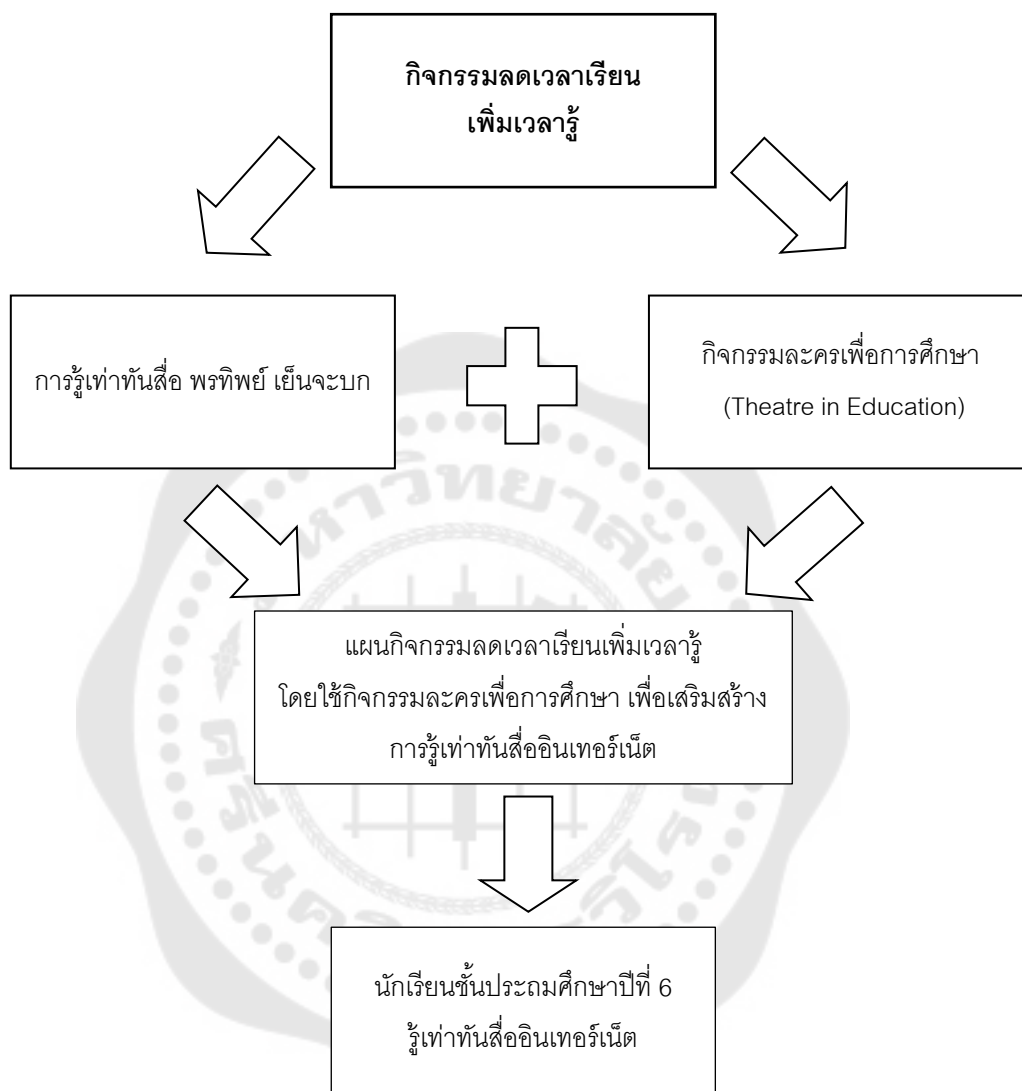 กิจกรรมลดเวลาเรียน
เพิ่มเวลารู้
การรู้เท่าทันสื่อ พรทิพย์ เย็นจะบก
กิจกรรมละครเพื่อการศึกษา
(Theatre in Education)
แผนกิจกรรมลดเวลาเรียนเพิ่มเวลารู้
โดยใช้กิจกรรมละครเพื่อการศึกษา เพื่อเสริมสร้าง
การรู้เท่าทันสื่ออินเทอร์เน็ต
นักเรียนชั้นประถมศึกษาปีที่ 6
รู้เท่าทันสื่ออินเทอร์เน็ต